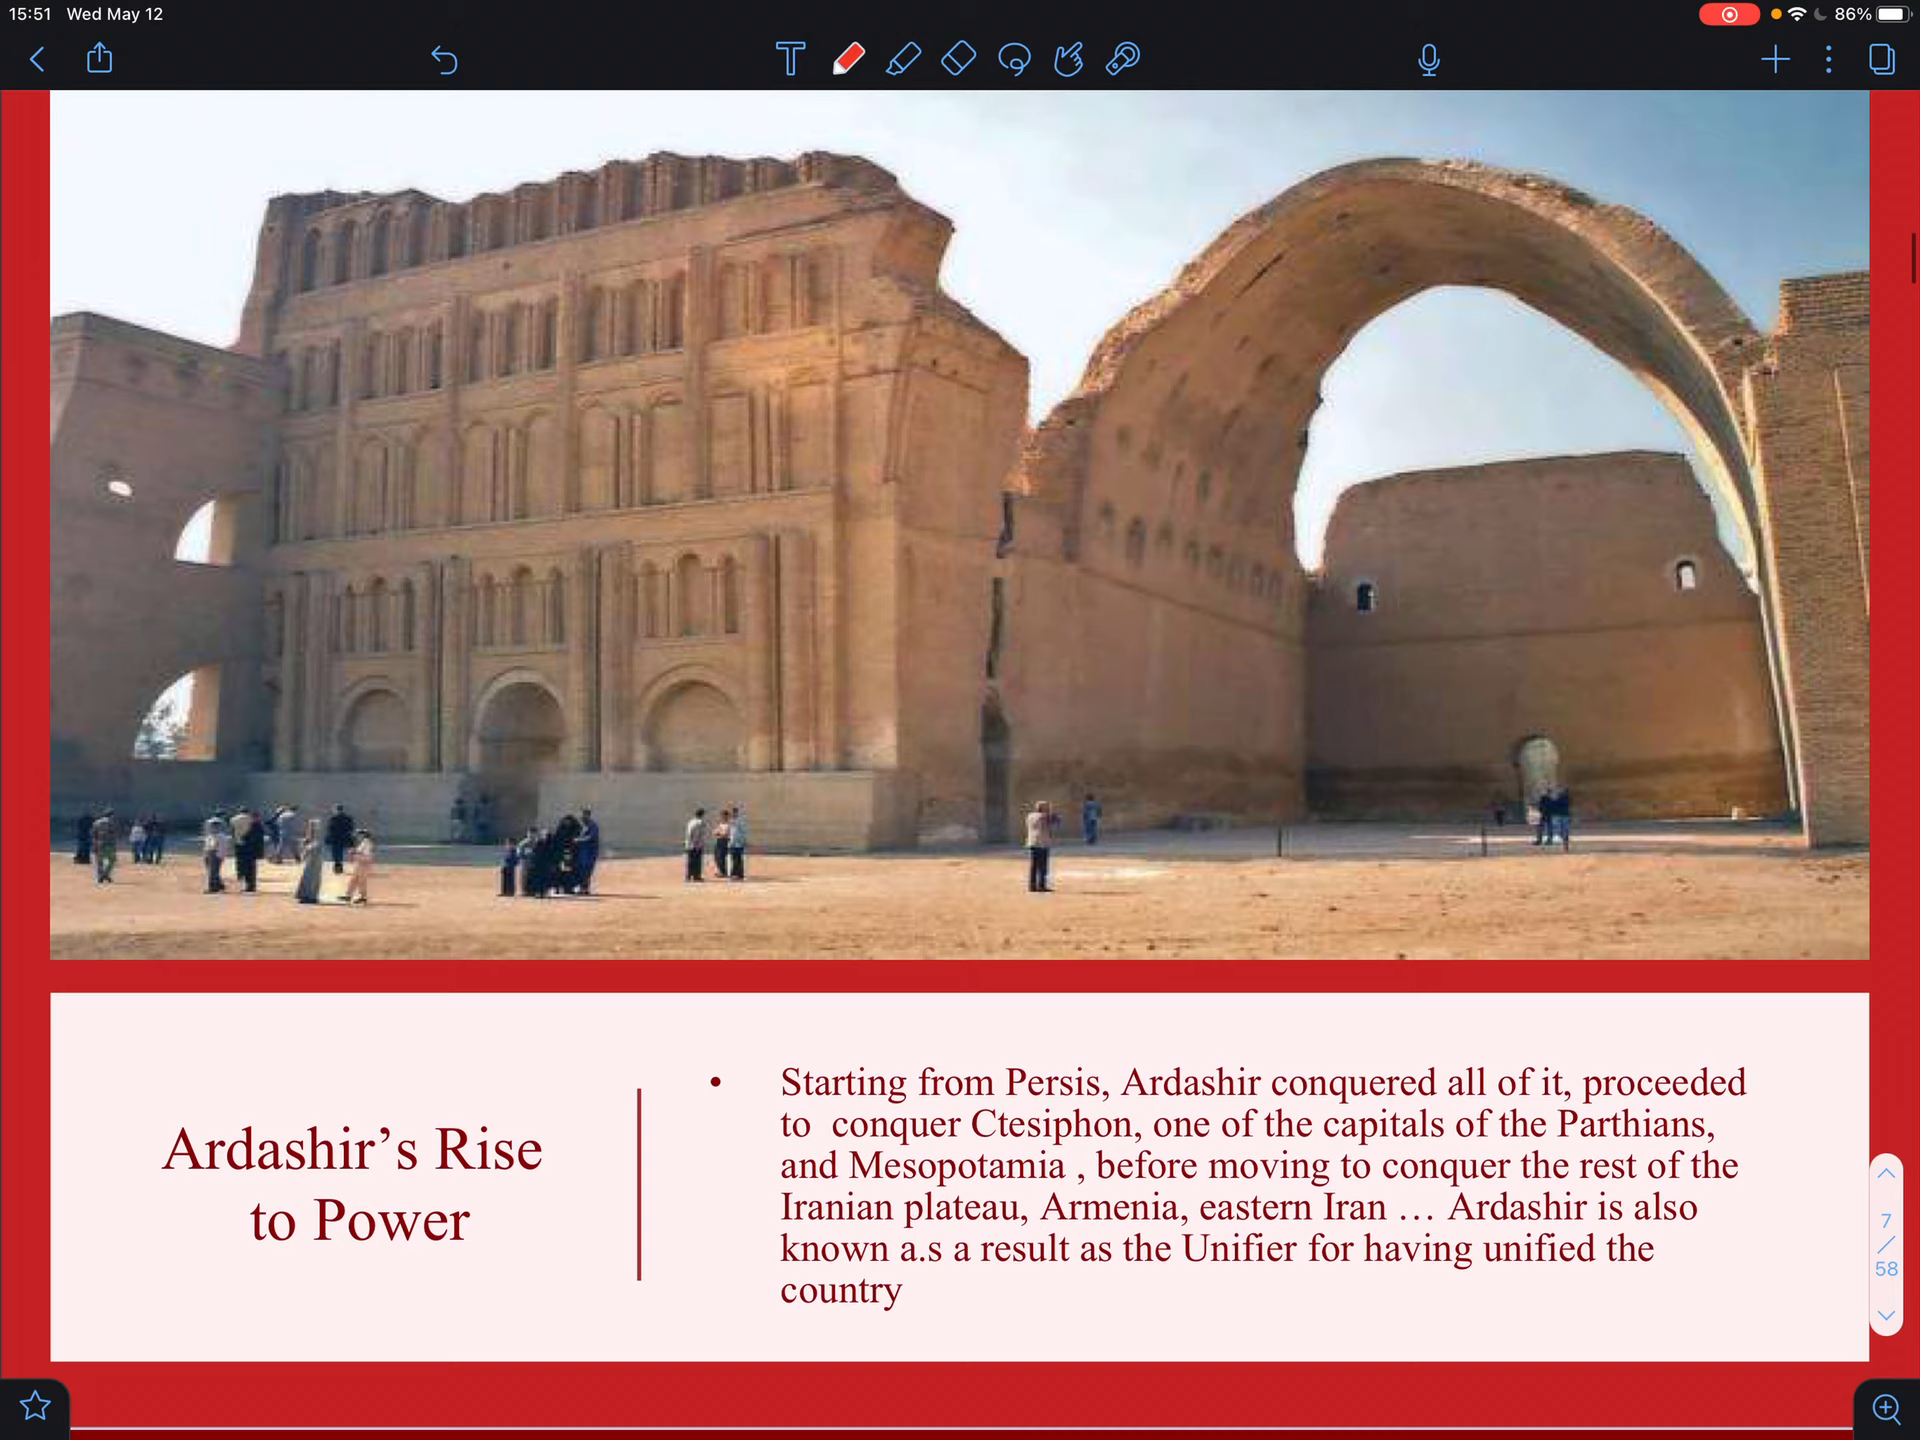 15:51 Wed May 12
86%
Ardashir’s Rise
to Power
• Starting from Persis, Ardashir conquered all of it, proceeded
to  conquer Ctesiphon, one of the capitals of the Parthians,
and Mesopotamia , before moving to conquer the rest of the
Iranian plateau, Armenia, eastern Iran … Ardashir is also
known a.s a result as the Unifier for having unified the
country
7
/
58